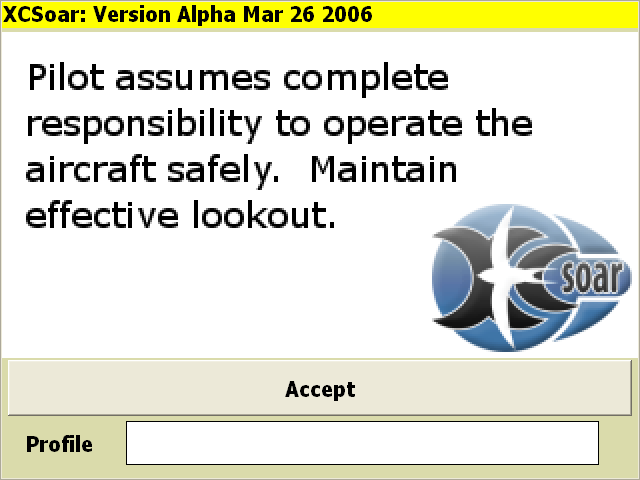 XCSoar: Version Alpha Mar 26 2006
Pilot assumes complete
responsibility to operate the
aircraft safely.  Maintain
effective lookout.
XC soar
Accept
Profile